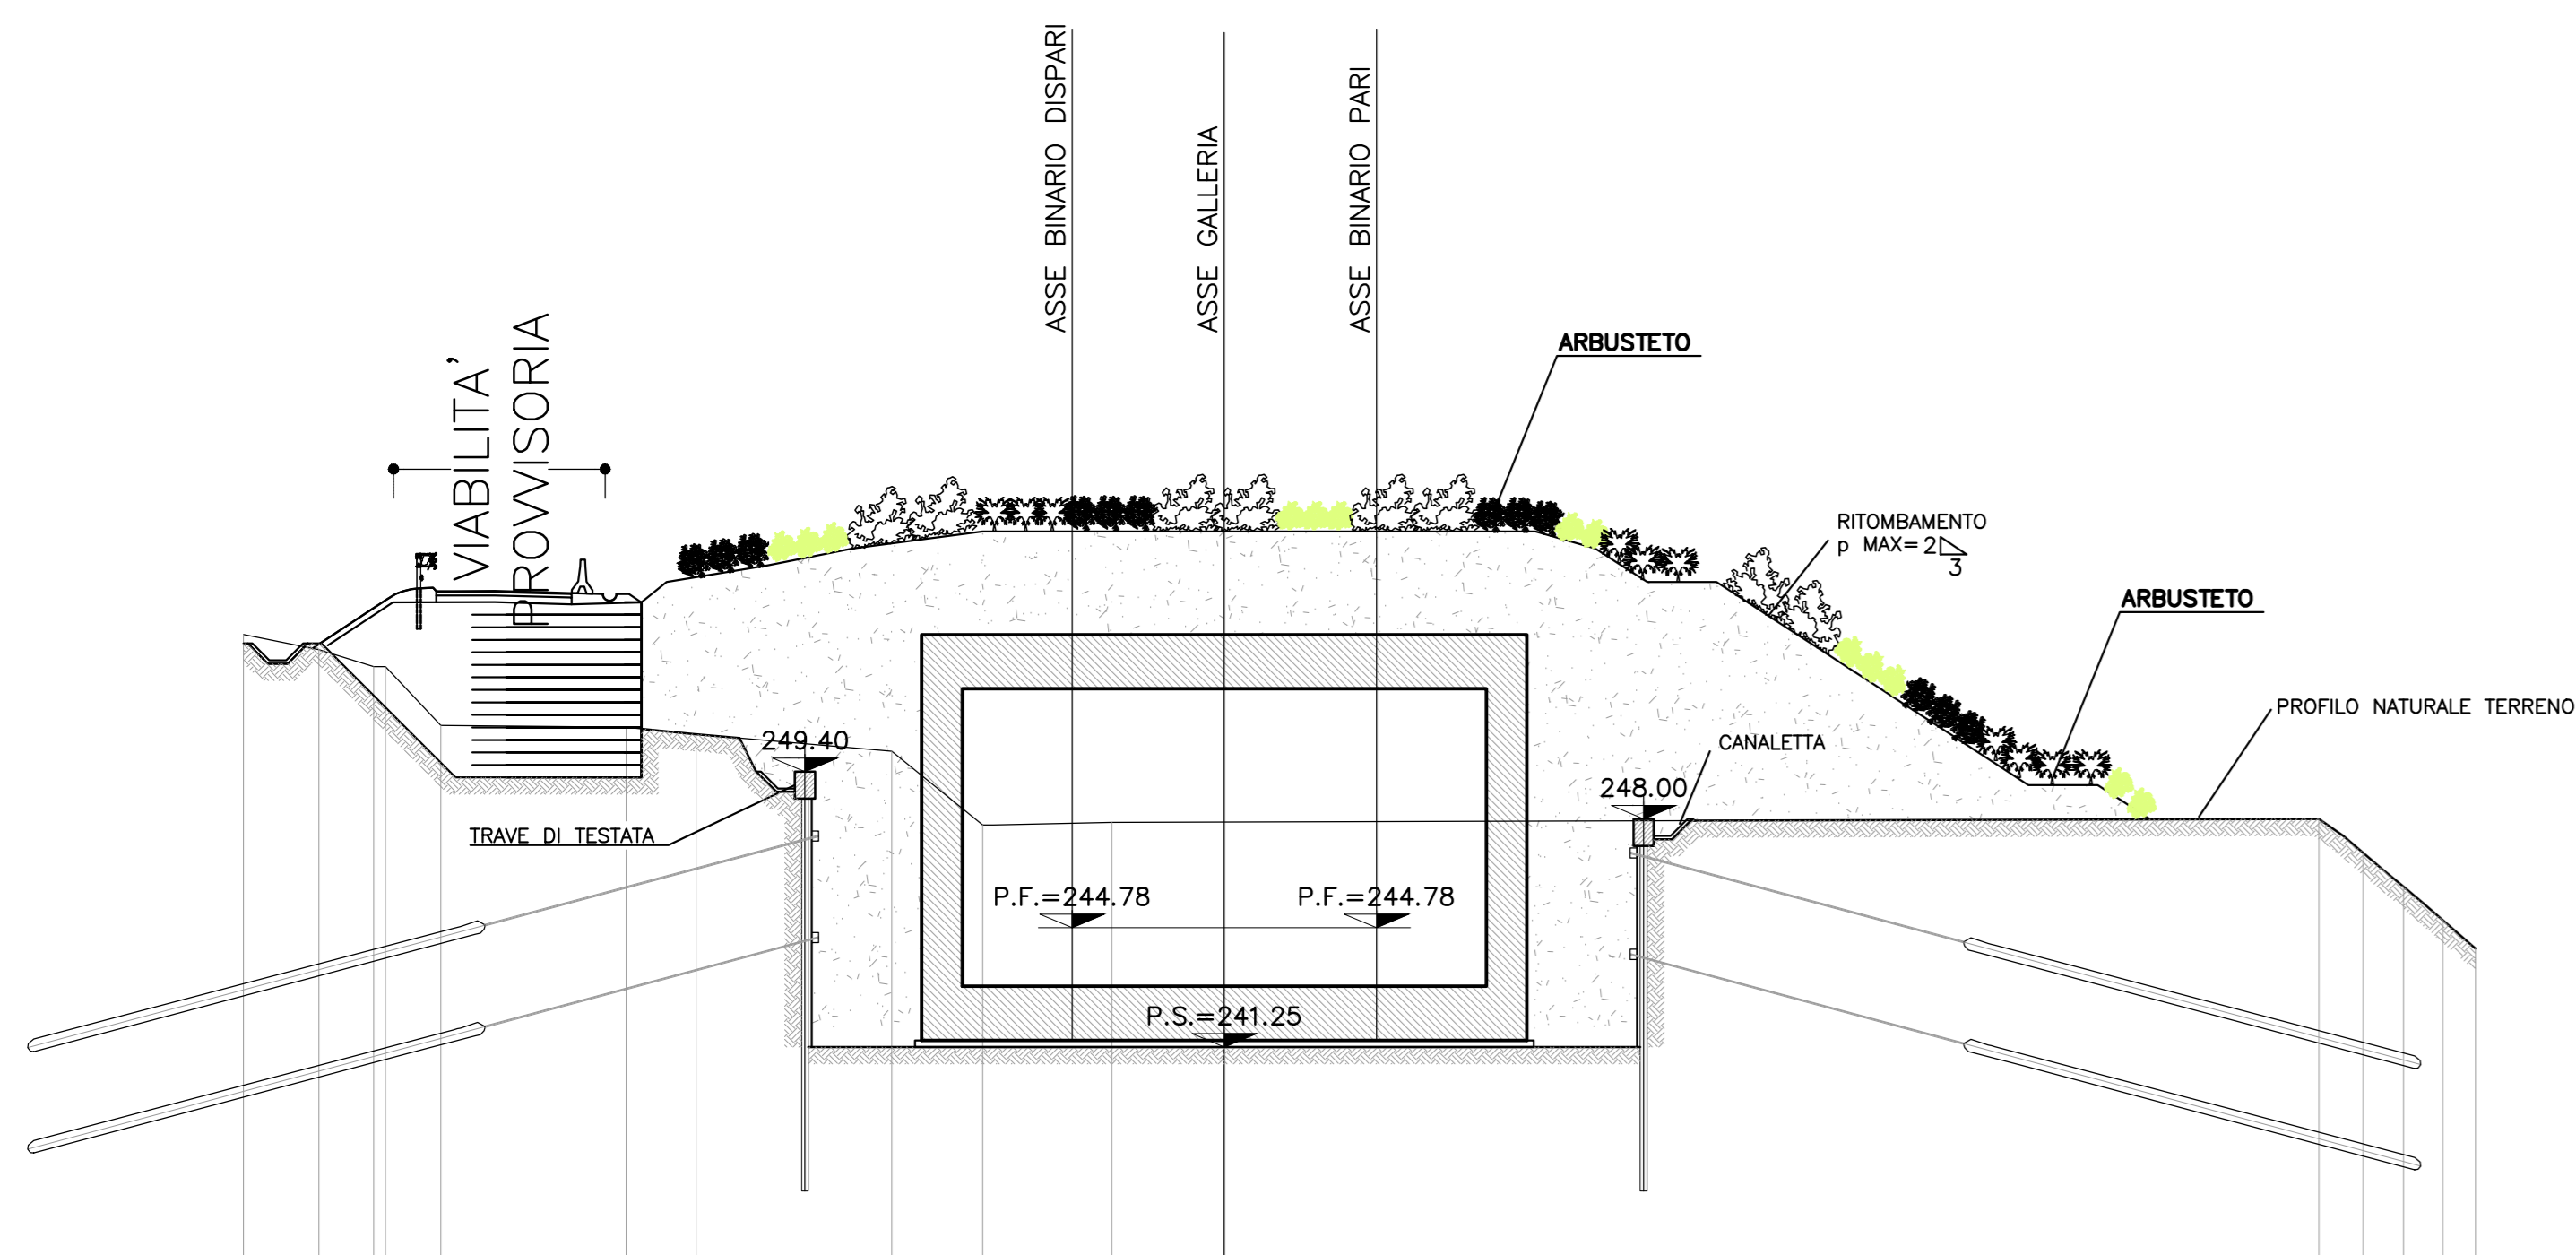 ASSE BINARIO DISPARI
ASSE GALLERIA
ASSE BINARIO PARI
VIABILITA'
PROVVISORIA
ARBUSTETO
RITOMBAMENTO
p MAX=2
3
ARBUSTETO
PROFILO NATURALE TERRENO
CANALETTA
249.40
248.00
TRAVE DI TESTATA
P.F.=244.78
P.F.=244.78
P.S.=241.25